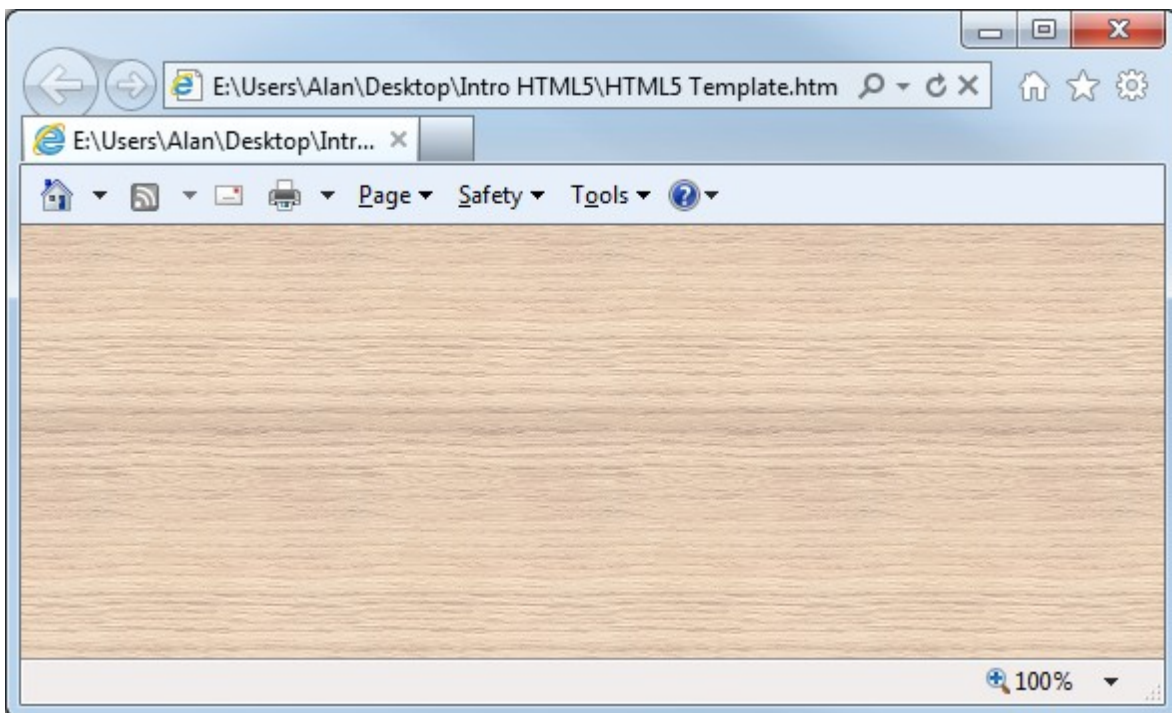 E:\Users\Alan\Desktop\Intro HTML5\HTML5 Template.htm
E:\Users\Alan\Desktop\Intr...
Page Safety Tools
100%